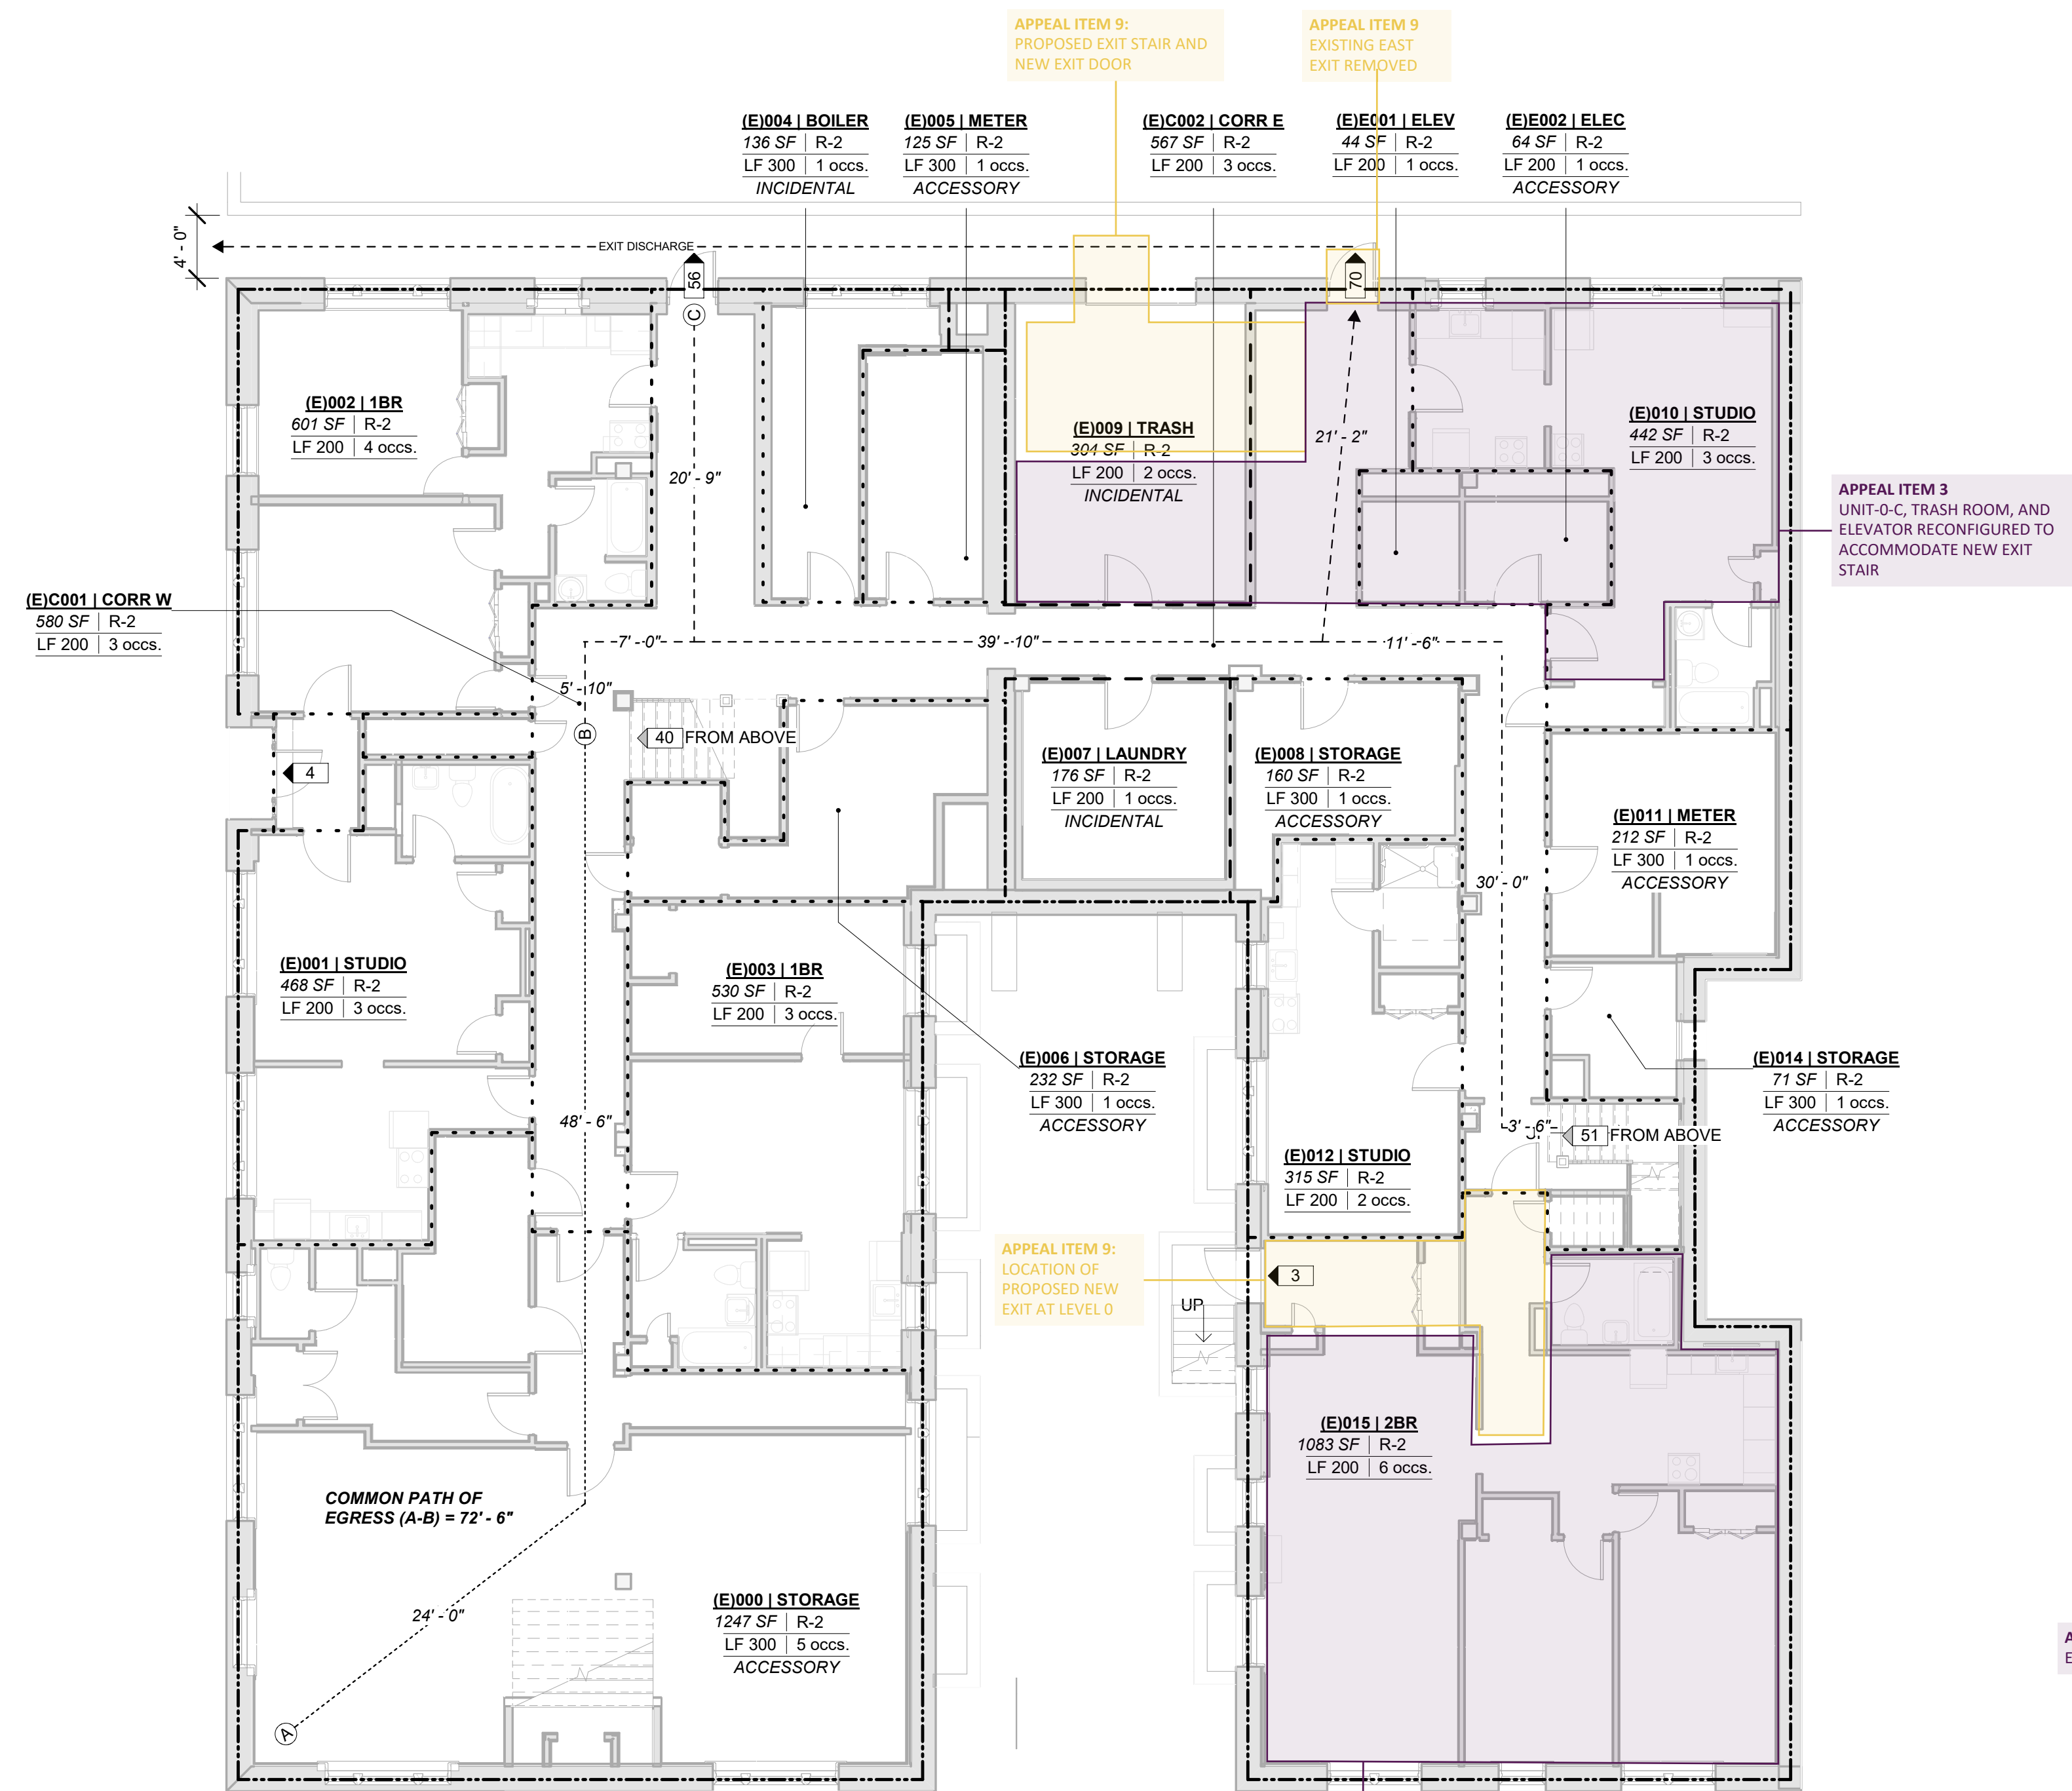 APPEAL ITEM 9:
PROPOSED EXIT STAIR AND
NEW EXIT DOOR
APPEAL ITEM 9
EXISTING EAST
EXIT REMOVED
(E)004 | BOILER
136 SF | R-2
LF 300 | 1 occs.
INCIDENTAL
(E)005 | METER
125 SF | R-2
LF 300 | 1 occs.
ACCESSORY
(E)C002 | CORR E
567 SF | R-2
LF 200 | 3 occs.
(E)E001 | ELEV
44 SF | R-2
LF 200 | 1 occs.
(E)E002 | ELEC
64 SF | R-2
LF 200 | 1 occs.
ACCESSORY
4' - 0"
EXIT DISCHARGE
56
C
70
(E)002 | 1BR
601 SF | R-2
LF 200 | 4 occs.
20' - 9"
(E)009 | TRASH
304 SF | R-2
LF 200 | 2 occs.
INCIDENTAL
21' - 2"
(E)010 | STUDIO
442 SF | R-2
LF 200 | 3 occs.
APPEAL ITEM 3
UNIT-0-C, TRASH ROOM, AND
ELEVATOR RECONFIGURED TO
ACCOMMODATE NEW EXIT
STAIR
(E)C001 | CORR W
580 SF | R-2
LF 200 | 3 occs.
7' - 0"
39' - 10"
11' - 6"
5' - 10"
B
40 FROM ABOVE
4
(E)007 | LAUNDRY
176 SF | R-2
LF 200 | 1 occs.
INCIDENTAL
(E)008 | STORAGE
160 SF | R-2
LF 300 | 1 occs.
ACCESSORY
(E)011 | METER
212 SF | R-2
LF 300 | 1 occs.
ACCESSORY
30' - 0"
(E)001 | STUDIO
468 SF | R-2
LF 200 | 3 occs.
(E)003 | 1BR
530 SF | R-2
LF 200 | 3 occs.
(E)006 | STORAGE
232 SF | R-2
LF 300 | 1 occs.
ACCESSORY
(E)014 | STORAGE
71 SF | R-2
LF 300 | 1 occs.
ACCESSORY
48' - 6"
3' - 6"
51 FROM ABOVE
(E)012 | STUDIO
315 SF | R-2
LF 200 | 2 occs.
APPEAL ITEM 9:
LOCATION OF
PROPOSED NEW
EXIT AT LEVEL 0
3
UP
(E)015 | 2BR
1083 SF | R-2
LF 200 | 6 occs.
COMMON PATH OF
EGRESS (A-B) = 72' - 6"
24' - 0"
(E)000 | STORAGE
1247 SF | R-2
LF 300 | 5 occs.
ACCESSORY
A